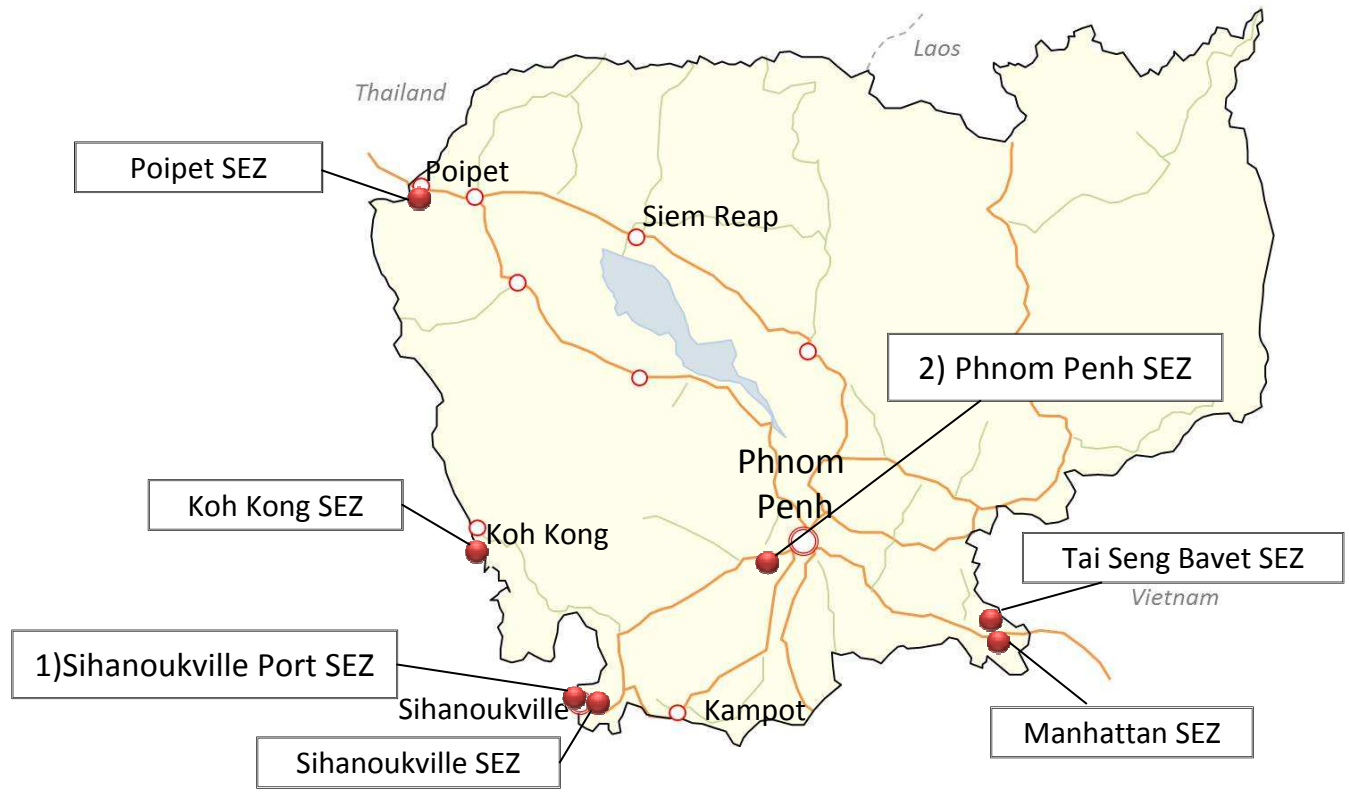 Laos
Thailand
Poipet SEZ
Poipet
Siem Reap
2) Phnom Penh SEZ
Phnom
Penh
Koh Kong SEZ
Koh Kong
Tai Seng Bavet SEZ
Vietnam
1)Sihanoukville Port SEZ
Sihanoukville
Kampot
Manhattan SEZ
Sihanoukville SEZ